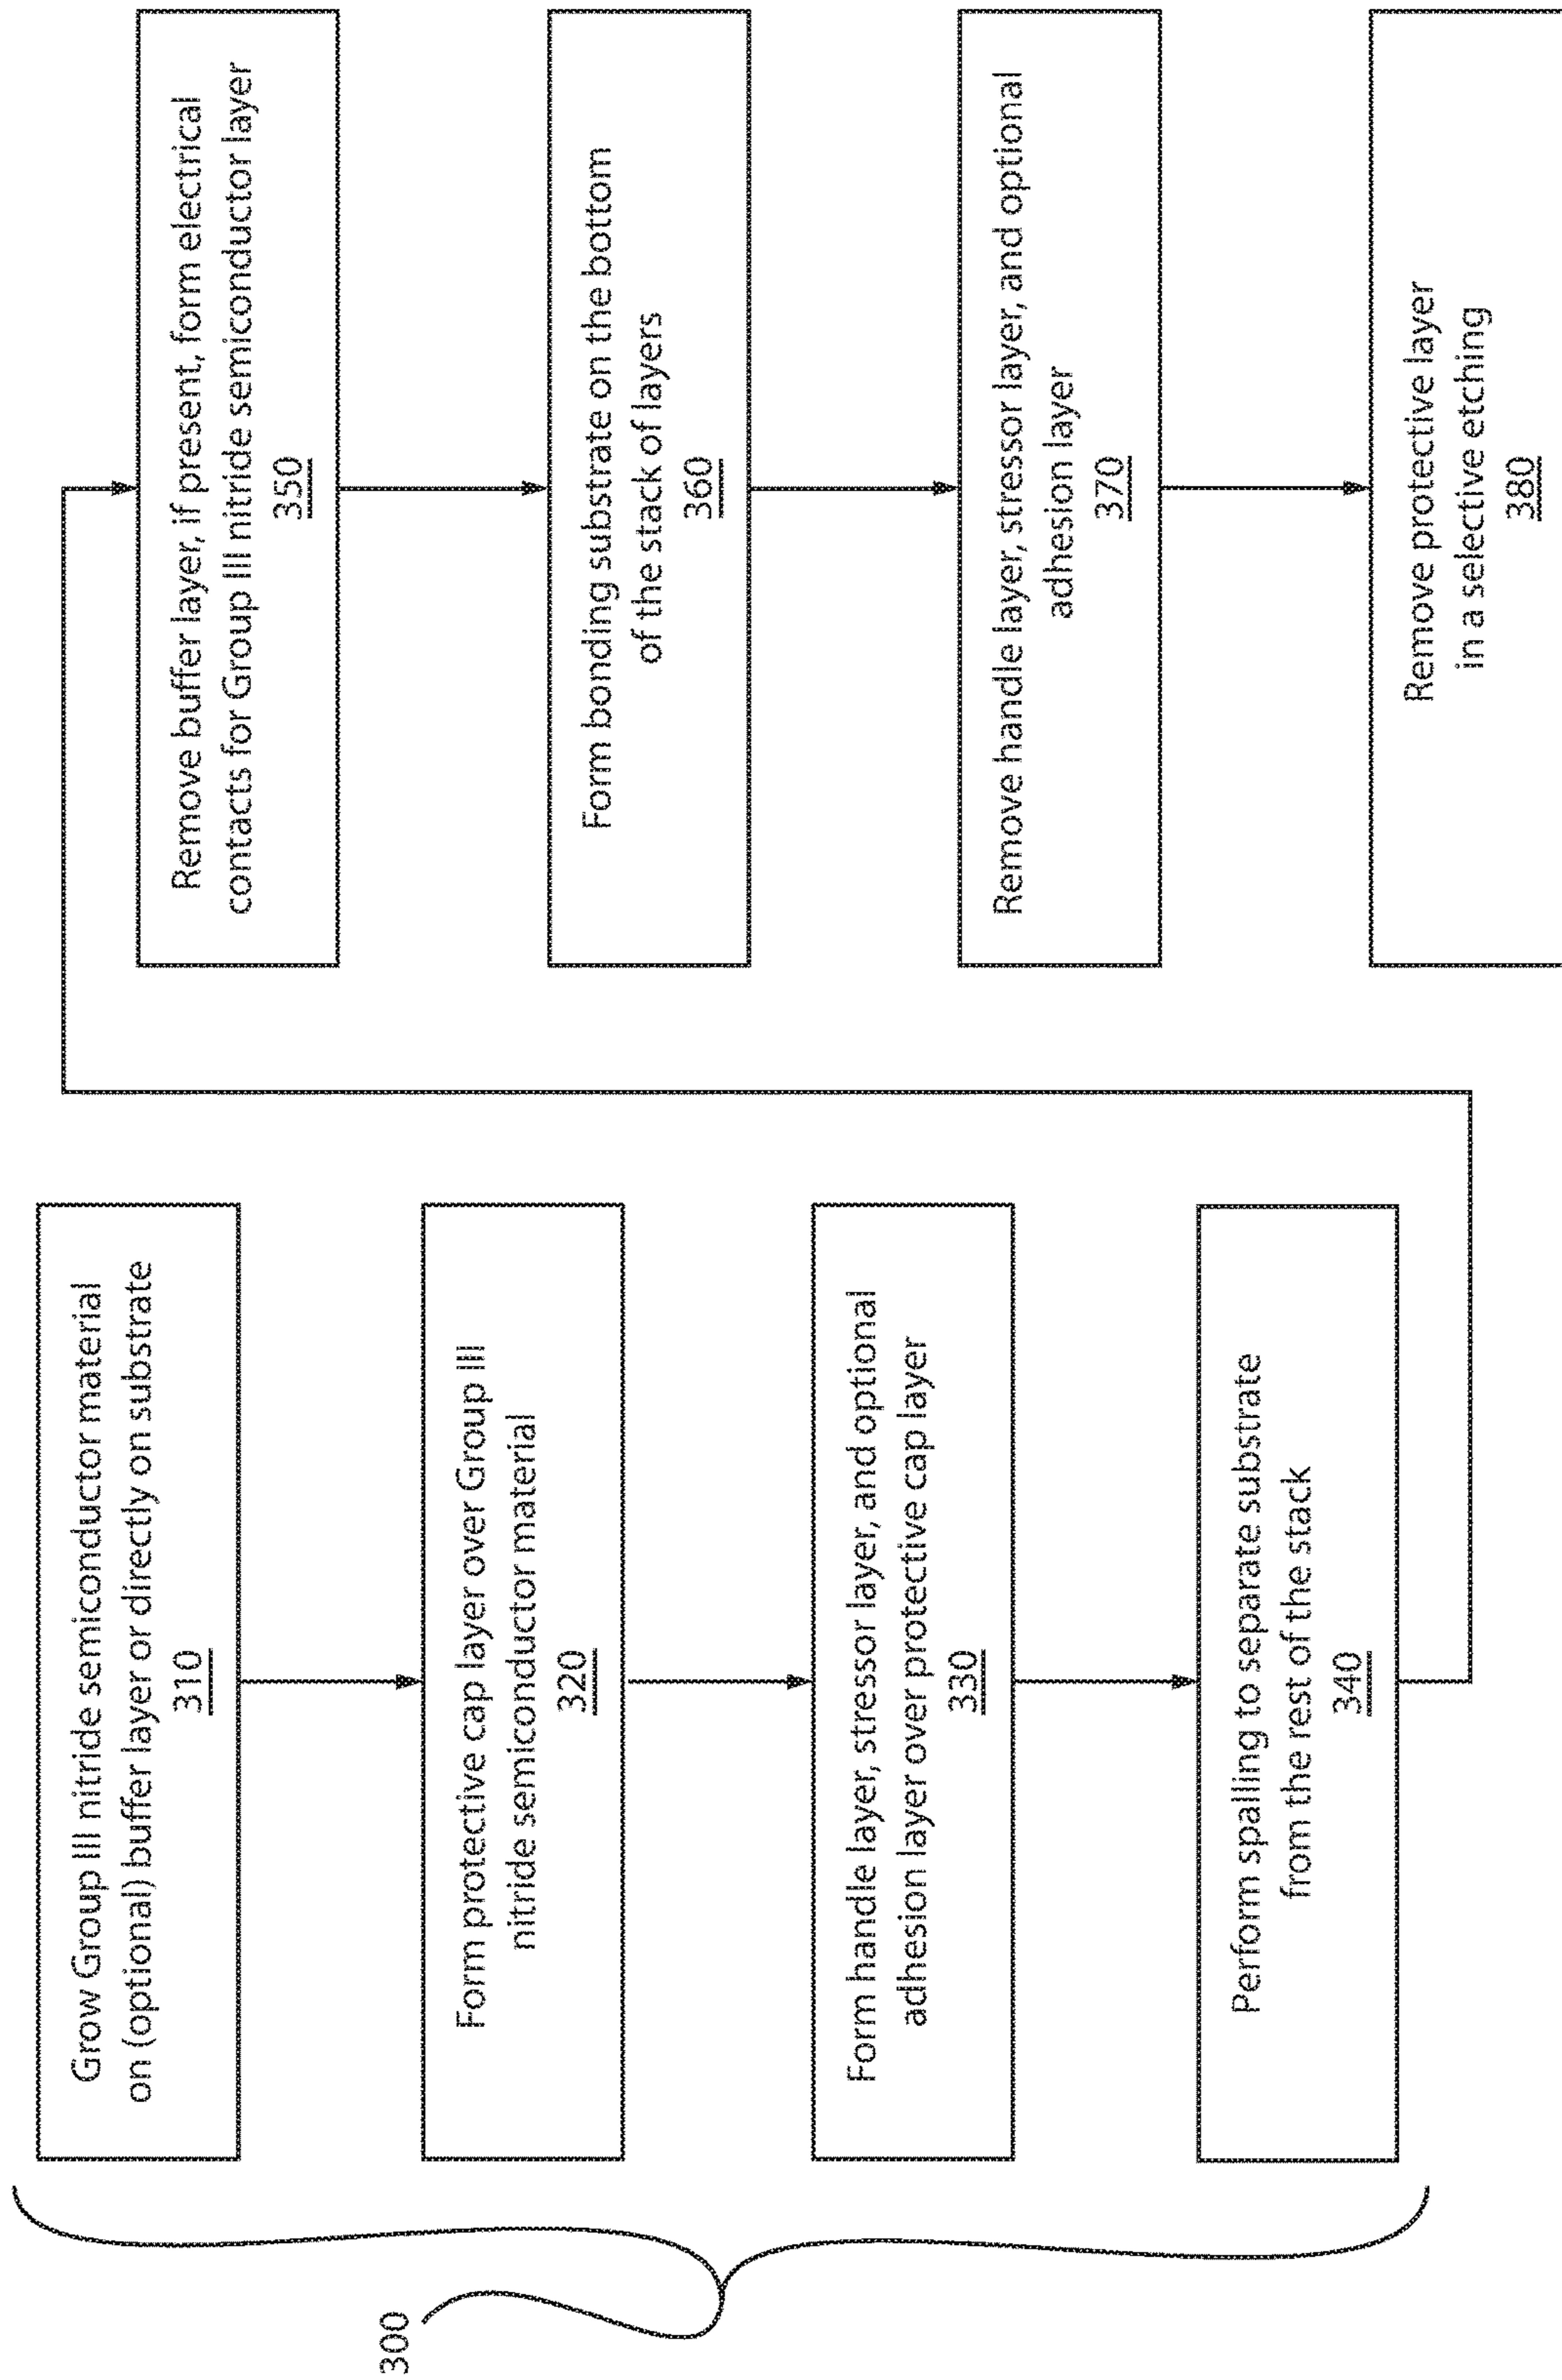 300
Grow Group III nitride semiconductor material
on (optional) buffer layer or directly on substrate
310
Form protective cap layer over Group III
nitride semiconductor material
320
Form handle layer, stressor layer, and optional
adhesion layer over protective cap layer
330
Perform spalling to separate substrate
from the rest of the stack
340
Remove buffer layer, if present, form electrical
contacts for Group III nitride semiconductor layer
350
Form bonding substrate on the bottom
of the stack of layers
360
Remove handle layer, stressor layer, and optional
adhesion layer
370
Remove protective layer
in a selective etching
380